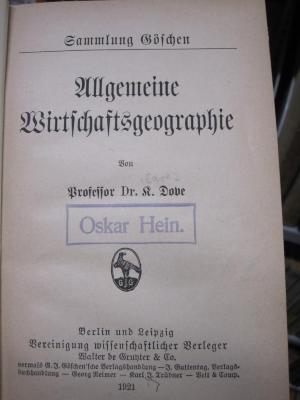 Sammlung Göschen
Allgemeine
Wirtschaftsgeographie
Von
Professor Dr. K. Dove
Oskar Hein.
G G
Berlin und Leipzig
Vereinigung wissenschaftlicher Verleger
Walter de Gruyter & Co.
vormals G. J. Göschen'sche Verlagshandlung — J. Guttentag, Verlags-
buchhandlung — Georg Reimer — Karl J. Trübner — Veit & Comp.
1921